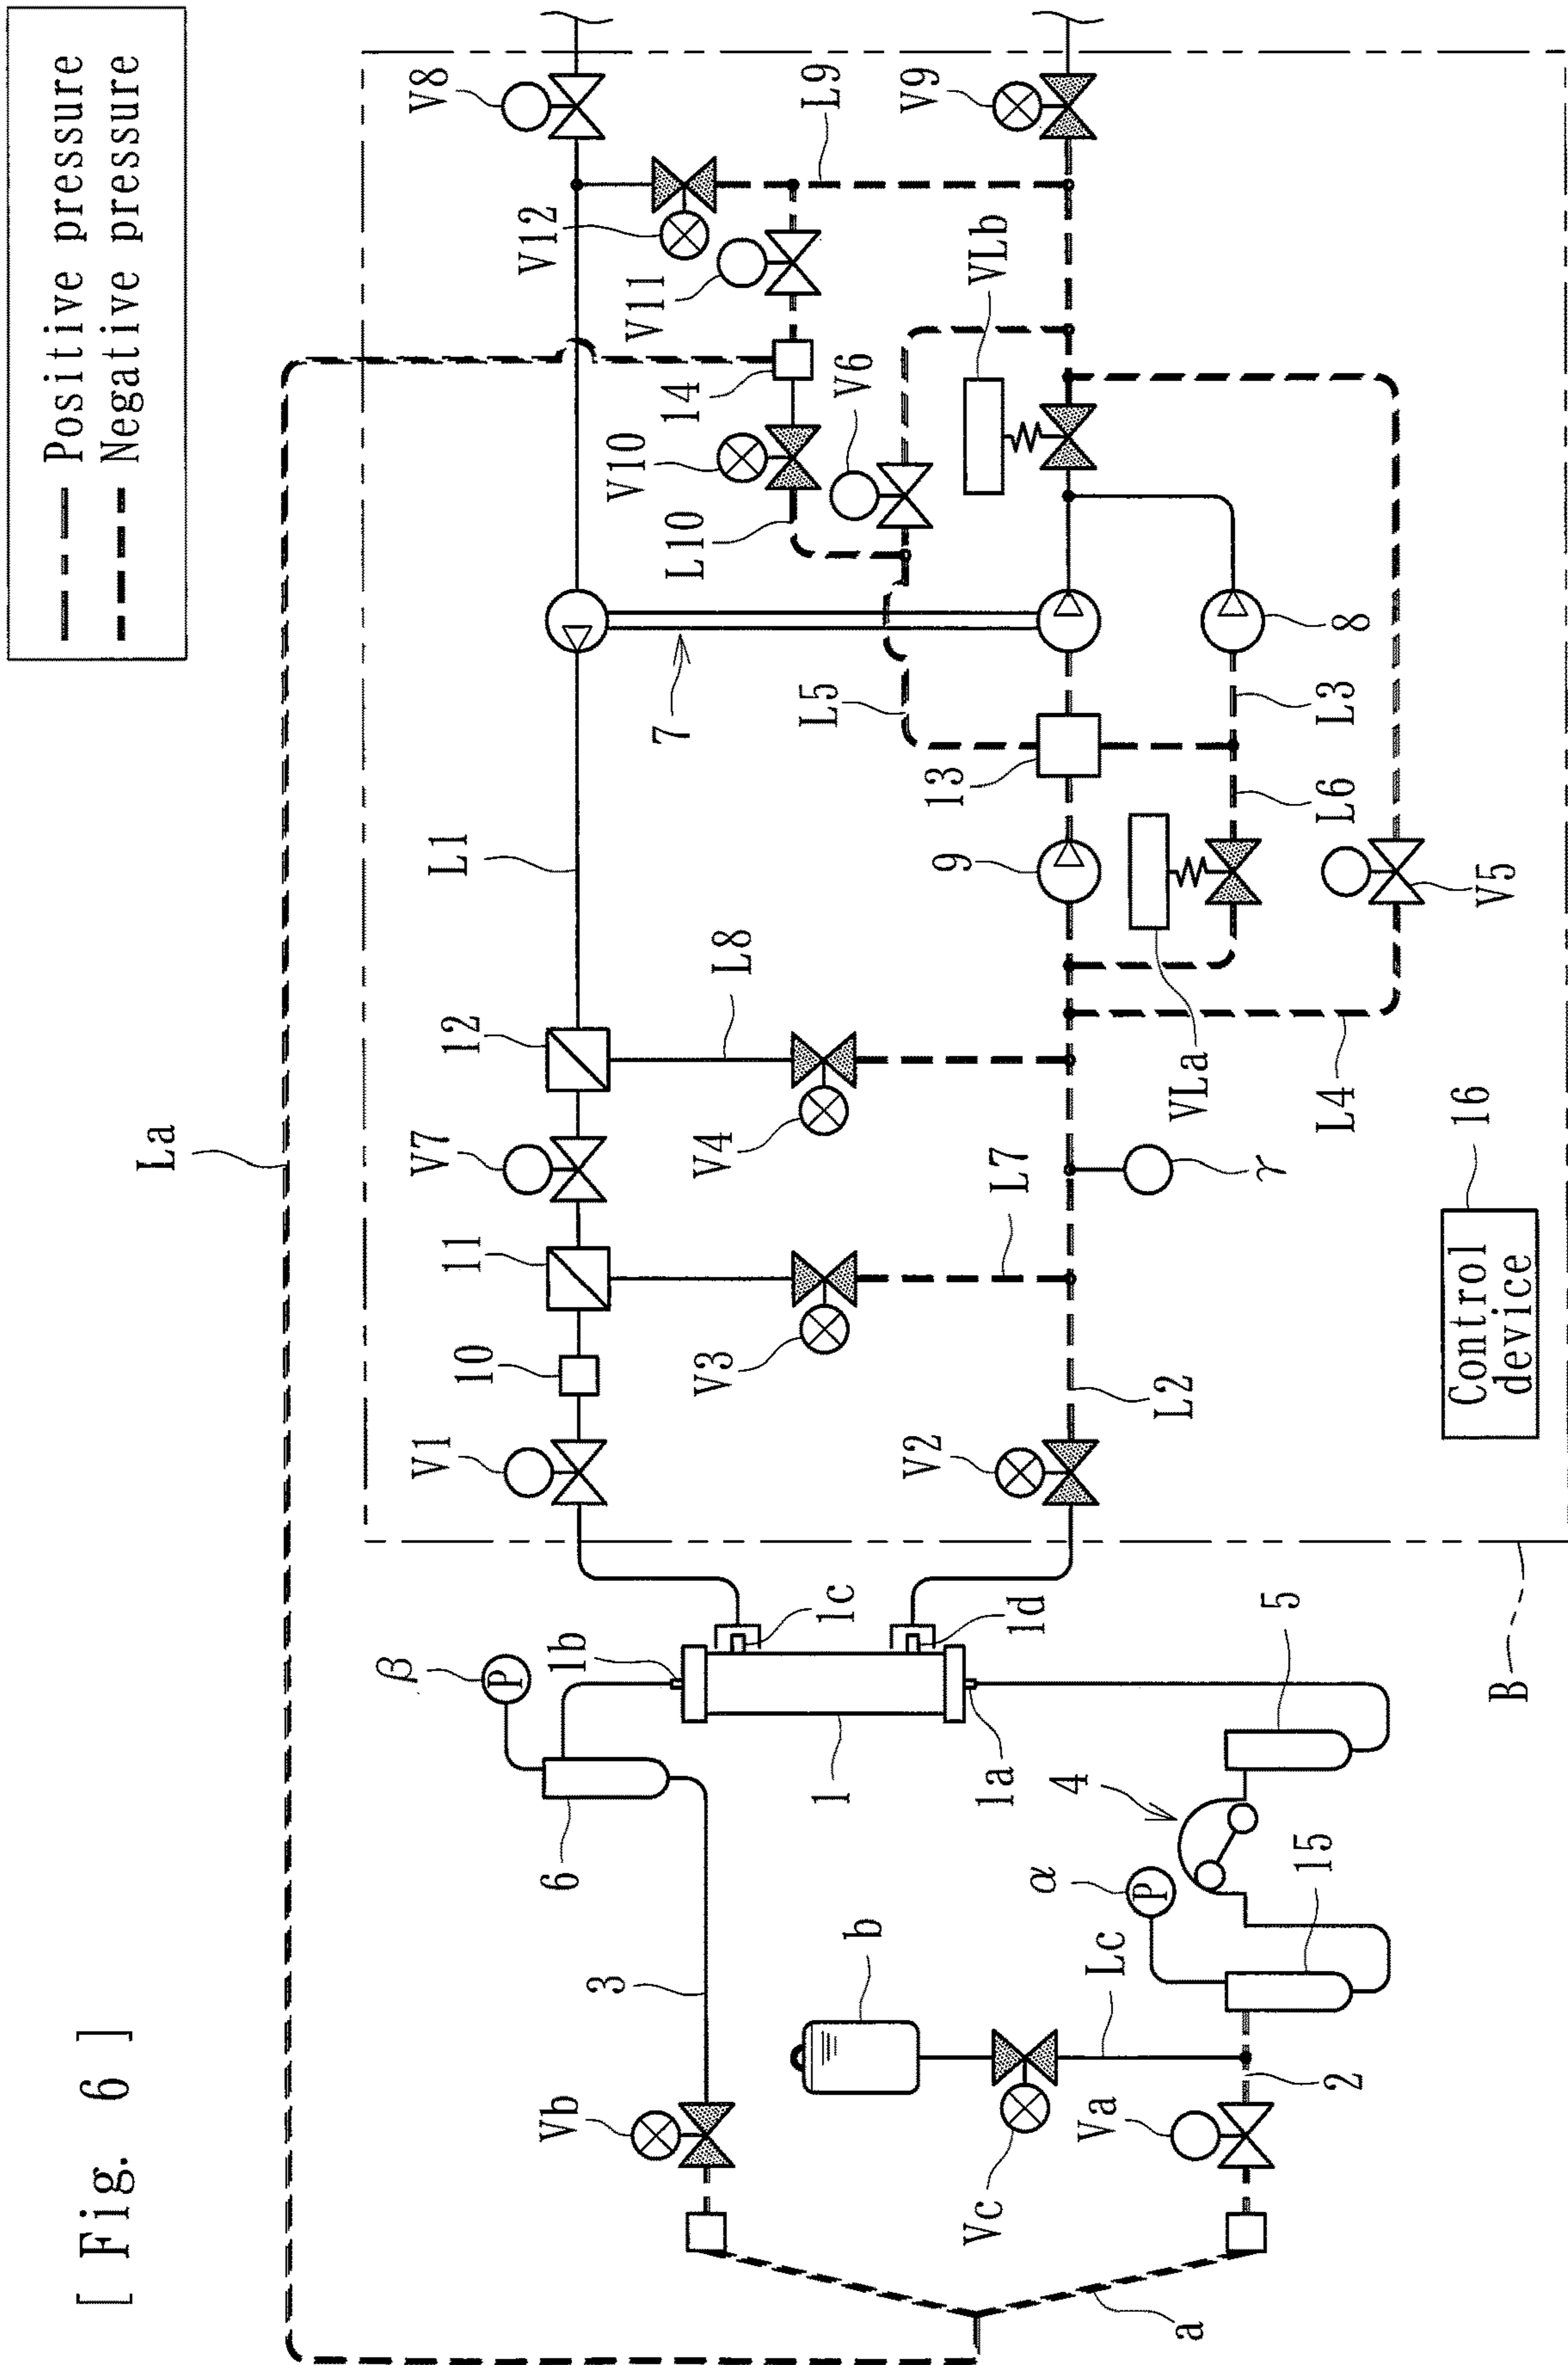 [ Fig. 6 ]
Positive pressure
Negative pressure
La
V8
V12
V11
L9
V9
14
V10
L10
V6
VLb
7
L5
13
8
L3
L6
L1
9
V5
12
L8
V4
VLa
L4
V7
11
L7
γ
16
Control
device
10
V3
L2
V1
V2
B
β
1b
1c
1d
5
6
1
1a
4
α
15
3
b
Lc
2
Vb
Vc
Va
a
P
P